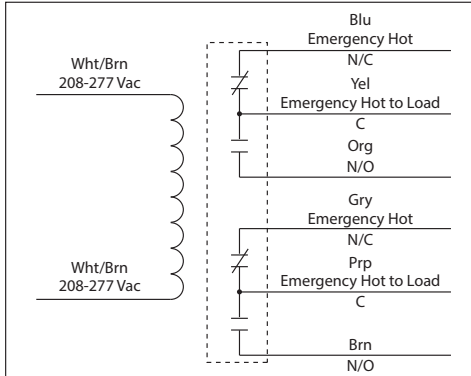 Wht/Brn
208-277 Vac
Wht/Brn
208-277 Vac
Blu
Emergency Hot
N/C
Yel
Emergency Hot to Load
C
Org
N/O
Gry
Emergency Hot
N/C
Prp
Emergency Hot to Load
C
Brn
N/O